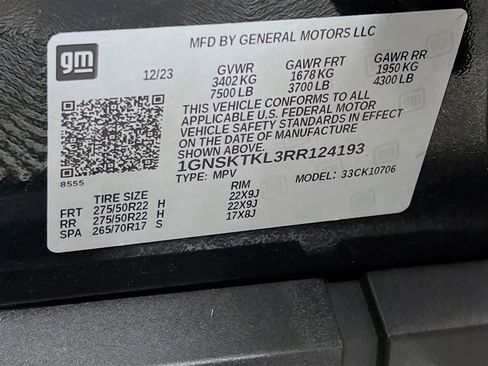 gm
MFD BY GENERAL MOTORS LLC
12/23
GVWR GAWR FRT GAWR RR
3402 KG 1678 KG 1950 KG
7500 LB 3700 LB 4300 LB
THIS VEHICLE CONFORMS TO ALL
APPLICABLE U.S. FEDERAL MOTOR
VEHICLE SAFETY STANDARDS IN EFFECT
ON THE DATE OF MANUFACTURE
SHOWN ABOVE.
1GNSKTKL3RR124193
8555
TYPE: MPV MODEL: 33CK10706
TIRE SIZE RIM
FRT 275/50R22 H 22X9J
RR 275/50R22 H 22X9J
SPA 265/70R17 S 17X8J